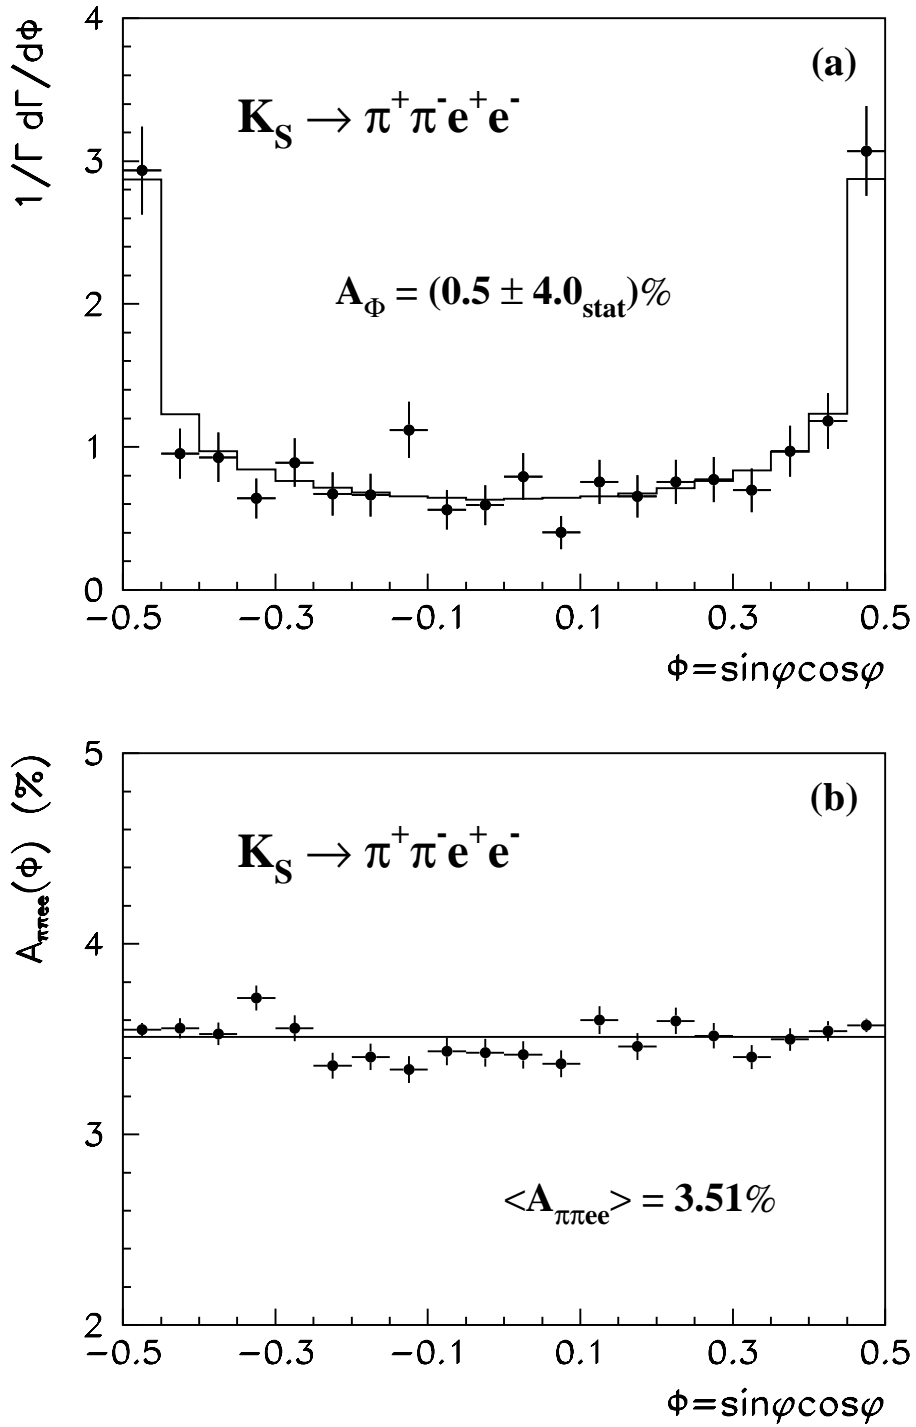 1/Γ dΓ/dΦ
(a)
K_S → π⁺π⁻e⁺e⁻
A_Φ = (0.5 ± 4.0_stat)%
4
3
2
1
0
−0.5 −0.3 −0.1 0.1 0.3 0.5
Φ=sinφcosφ
A_ππee(Φ) (%)
(b)
K_S → π⁺π⁻e⁺e⁻
<A_ππee> = 3.51%
5
4
3
2
−0.5 −0.3 −0.1 0.1 0.3 0.5
Φ=sinφcosφ